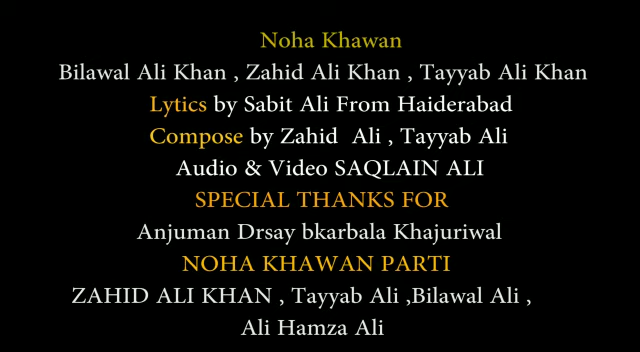 Noha Khawan
Bilawal Ali Khan , Zahid Ali Khan , Tayyab Ali Khan
Lytics by Sabit Ali From Haiderabad
Compose by Zahid Ali , Tayyab Ali
Audio & Video SAQLAIN ALI
SPECIAL THANKS FOR
Anjuman Drsay bkarbala Khajuriwal
NOHA KHAWAN PARTI
ZAHID ALI KHAN , Tayyab Ali ,Bilawal Ali ,
Ali Hamza Ali